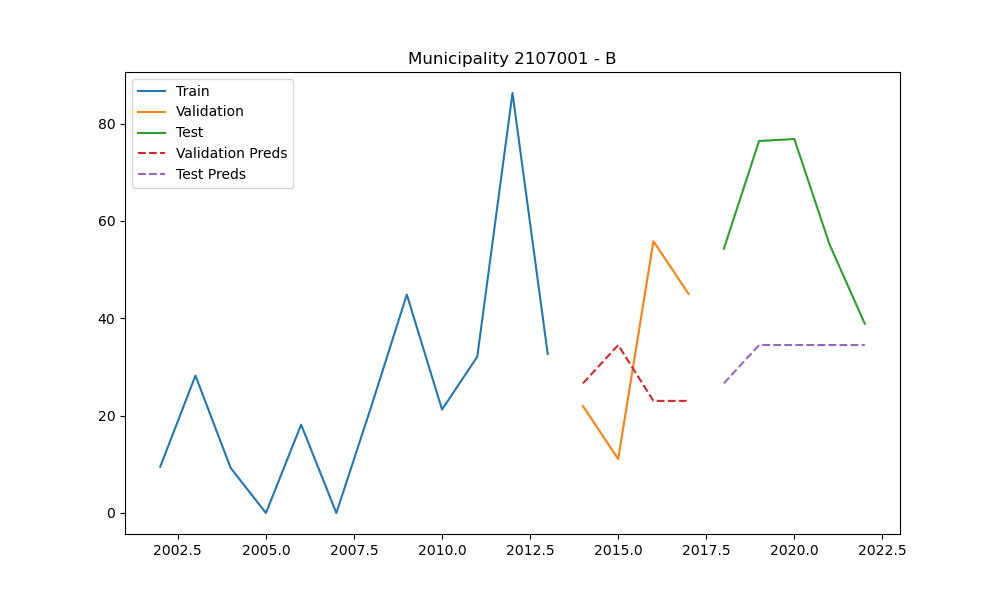 Municipality 2107001 - B
Train
Validation
Test
Validation Preds
Test Preds
80
60
40
20
0
2002.5 2005.0 2007.5 2010.0 2012.5 2015.0 2017.5 2020.0 2022.5